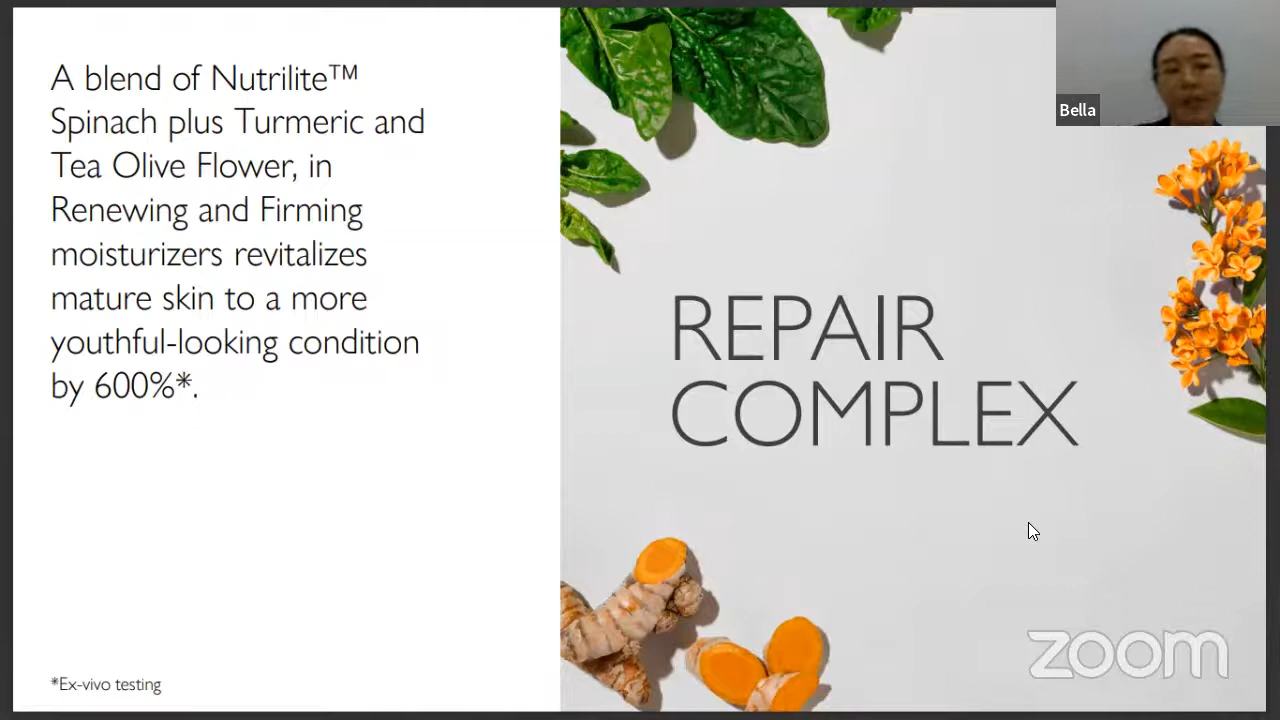 A blend of Nutrilite™
Spinach plus Turmeric and
Tea Olive Flower, in
Renewing and Firming
moisturizers revitalizes
mature skin to a more
youthful-looking condition
by 600%*.
*Ex-vivo testing
REPAIR
COMPLEX
Bella
zoom